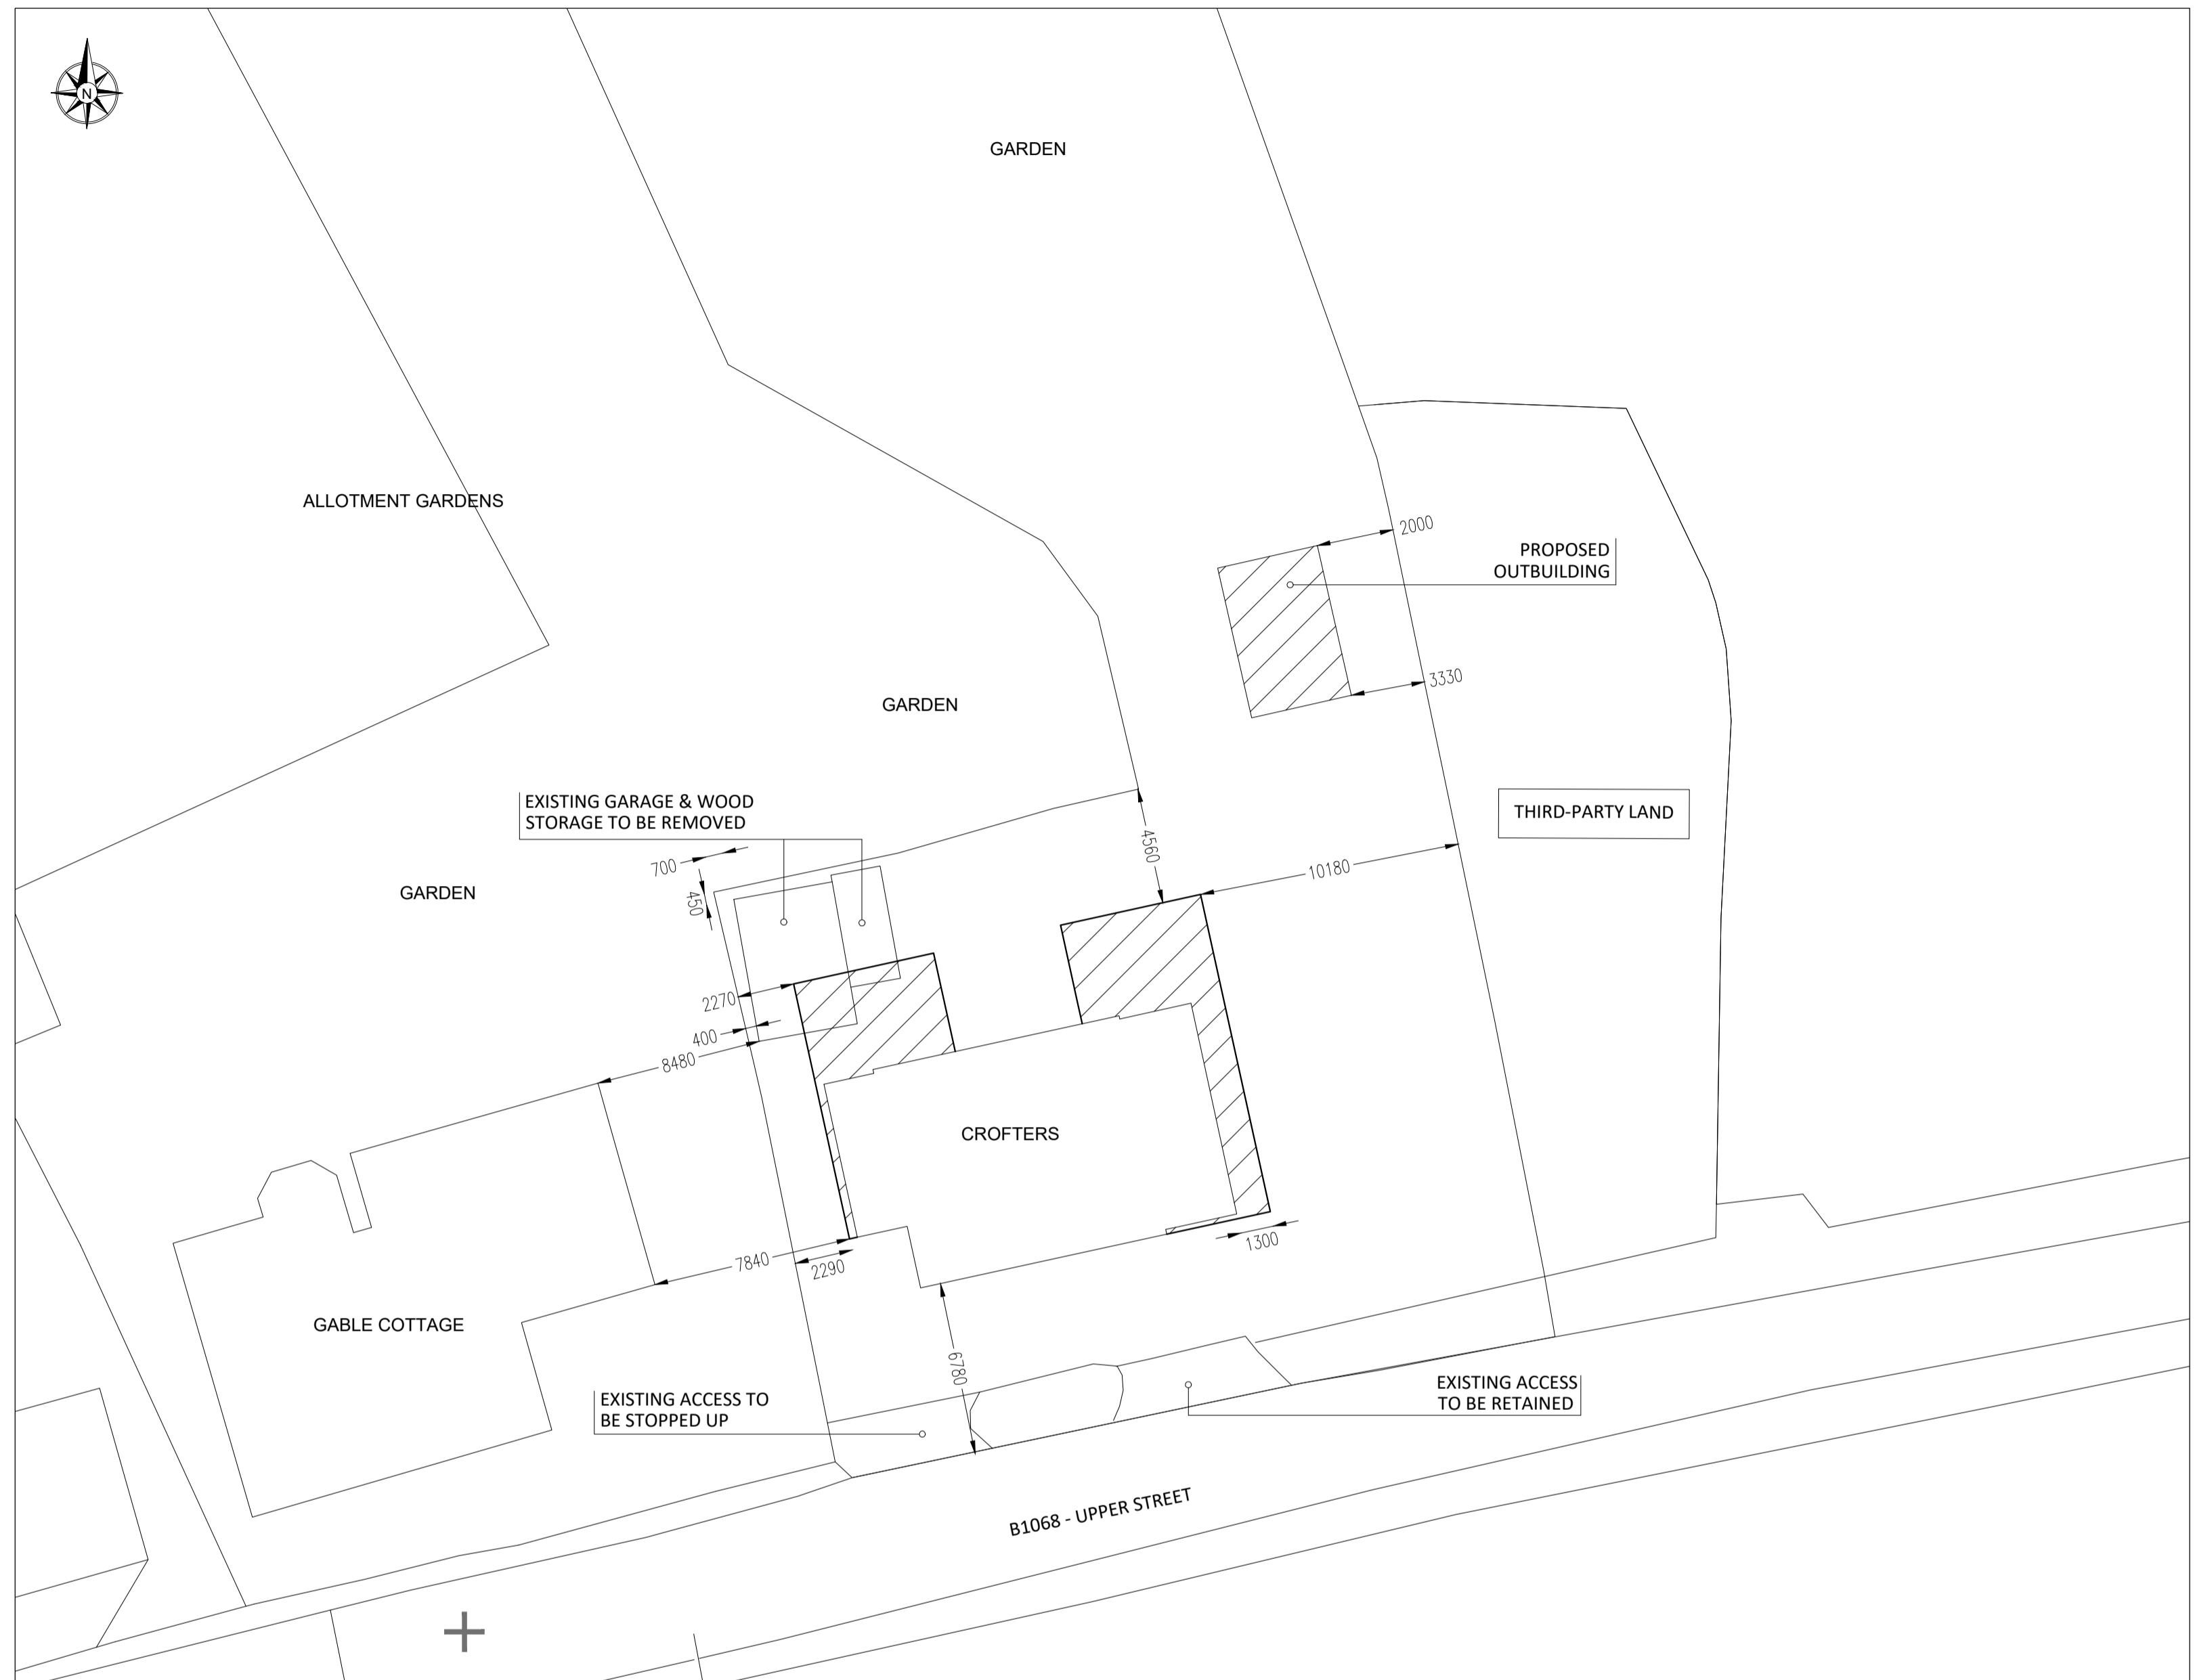 N
GARDEN
ALLOTMENT GARDENS
2000
PROPOSED
OUTBUILDING
3330
GARDEN
EXISTING GARAGE & WOOD
STORAGE TO BE REMOVED
THIRD-PARTY LAND
4560
700
10180
GARDEN
450
2270
400
8480
CROFTERS
7840
2290
1300
GABLE COTTAGE
6780
EXISTING ACCESS TO
BE STOPPED UP
EXISTING ACCESS
TO BE RETAINED
B1068 - UPPER STREET